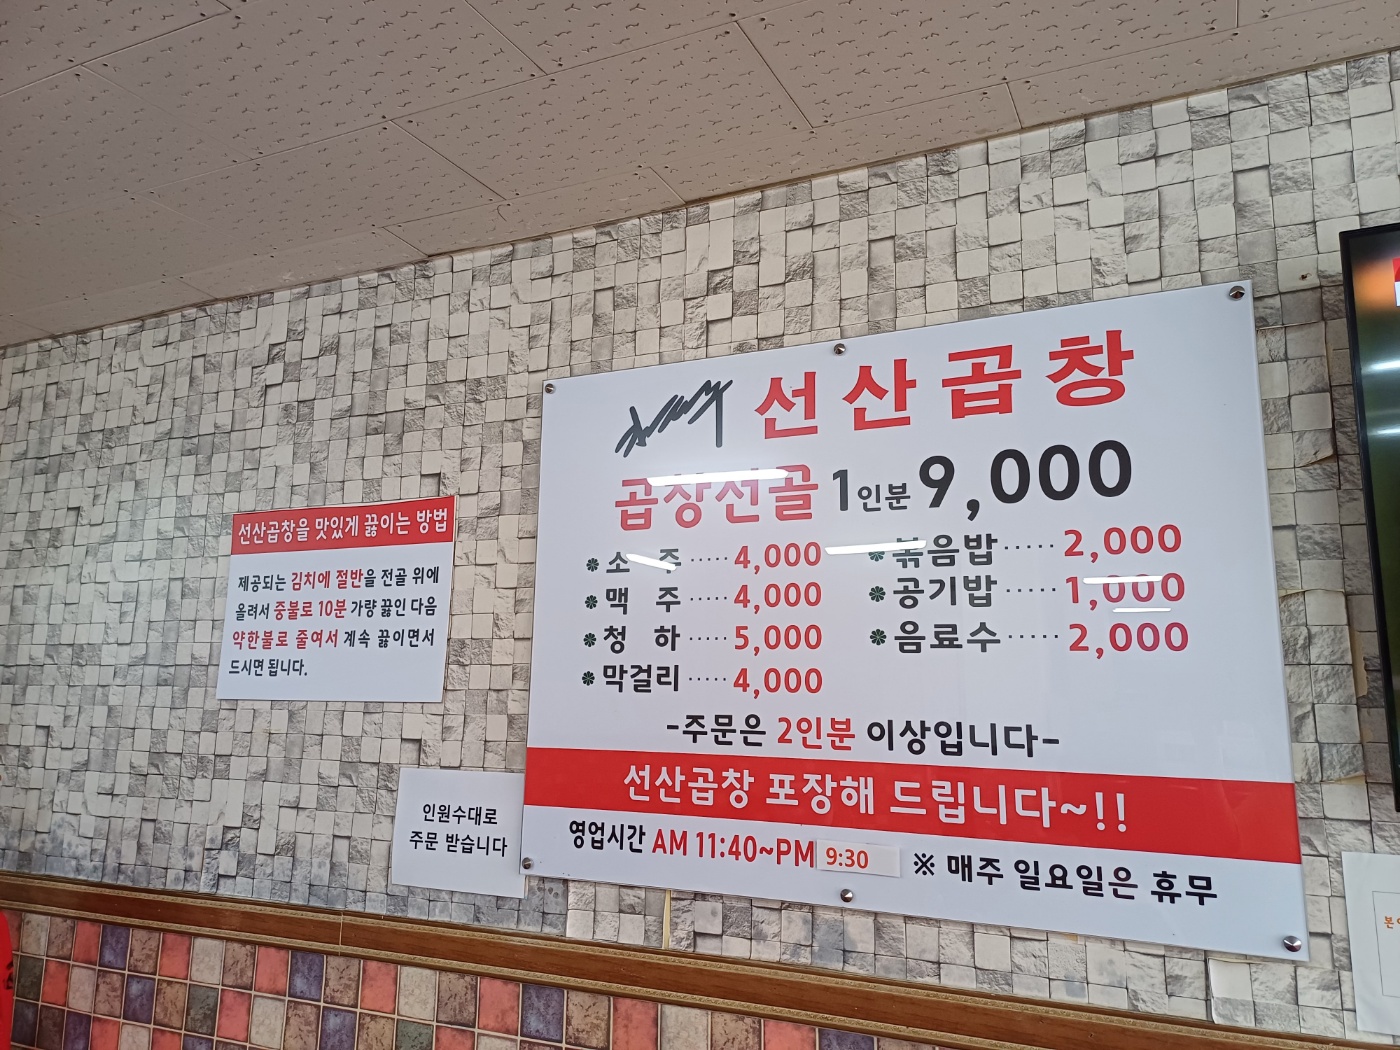 선산곱창을 맛있게 끓이는 방법
제공되는 김치에 절반을 전골 위에
올려서 중불로 10분 가량 끓인 다음
약한불로 줄여서 계속 끓이면서
드시면 됩니다.
인원수대로
주문 받습니다
선산곱창
곱창전골 1인분 9,000
소 주 ····· 4,000
맥 주 ····· 4,000
청 하 ····· 5,000
막걸리 ····· 4,000
볶음밥 ····· 2,000
공기밥 ····· 1,000
음료수 ····· 2,000
-주문은 2인분 이상입니다-
선산곱창 포장해 드립니다~!!
영업시간 AM 11:40~PM 9:30 ※ 매주 일요일은 휴무